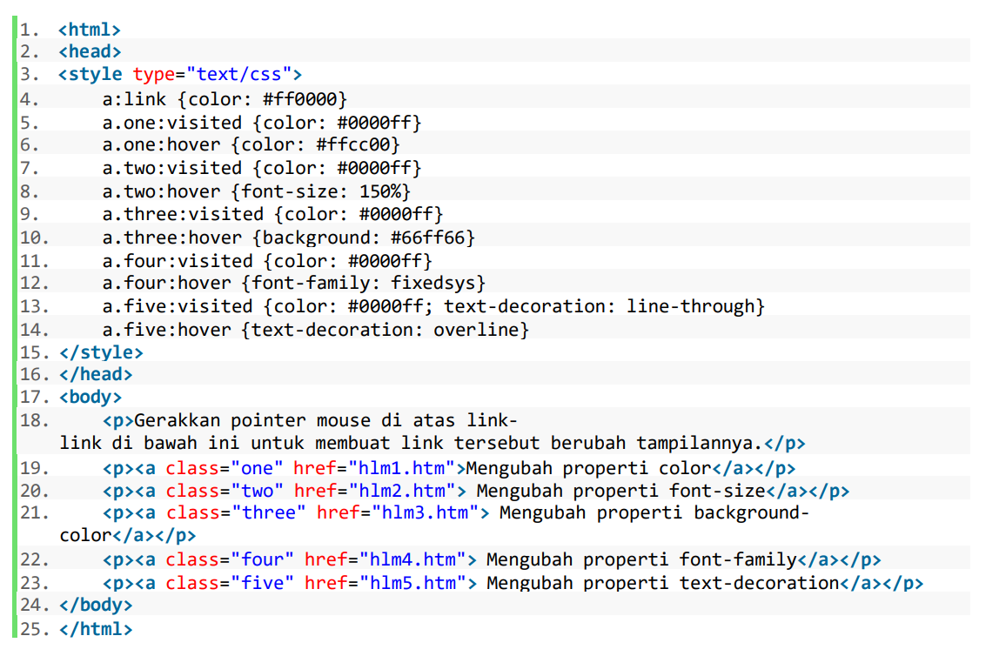 1. <html>
2. <head>
3. <style type="text/css">
4. a:link {color: #ff0000}
5. a.one:visited {color: #0000ff}
6. a.one:hover {color: #ffcc00}
7. a.two:visited {color: #0000ff}
8. a.two:hover {font-size: 150%}
9. a.three:visited {color: #0000ff}
10. a.three:hover {background: #66ff66}
11. a.four:visited {color: #0000ff}
12. a.four:hover {font-family: fixedsys}
13. a.five:visited {color: #0000ff; text-decoration: line-through}
14. a.five:hover {text-decoration: overline}
15. </style>
16. </head>
17. <body>
18. <p>Gerakkan pointer mouse di atas link-
link di bawah ini untuk membuat link tersebut berubah tampilannya.</p>
19. <p><a class="one" href="hlm1.htm">Mengubah properti color</a></p>
20. <p><a class="two" href="hlm2.htm"> Mengubah properti font-size</a></p>
21. <p><a class="three" href="hlm3.htm"> Mengubah properti background-
color</a></p>
22. <p><a class="four" href="hlm4.htm"> Mengubah properti font-family</a></p>
23. <p><a class="five" href="hlm5.htm"> Mengubah properti text-decoration</a></p>
24. </body>
25. </html>